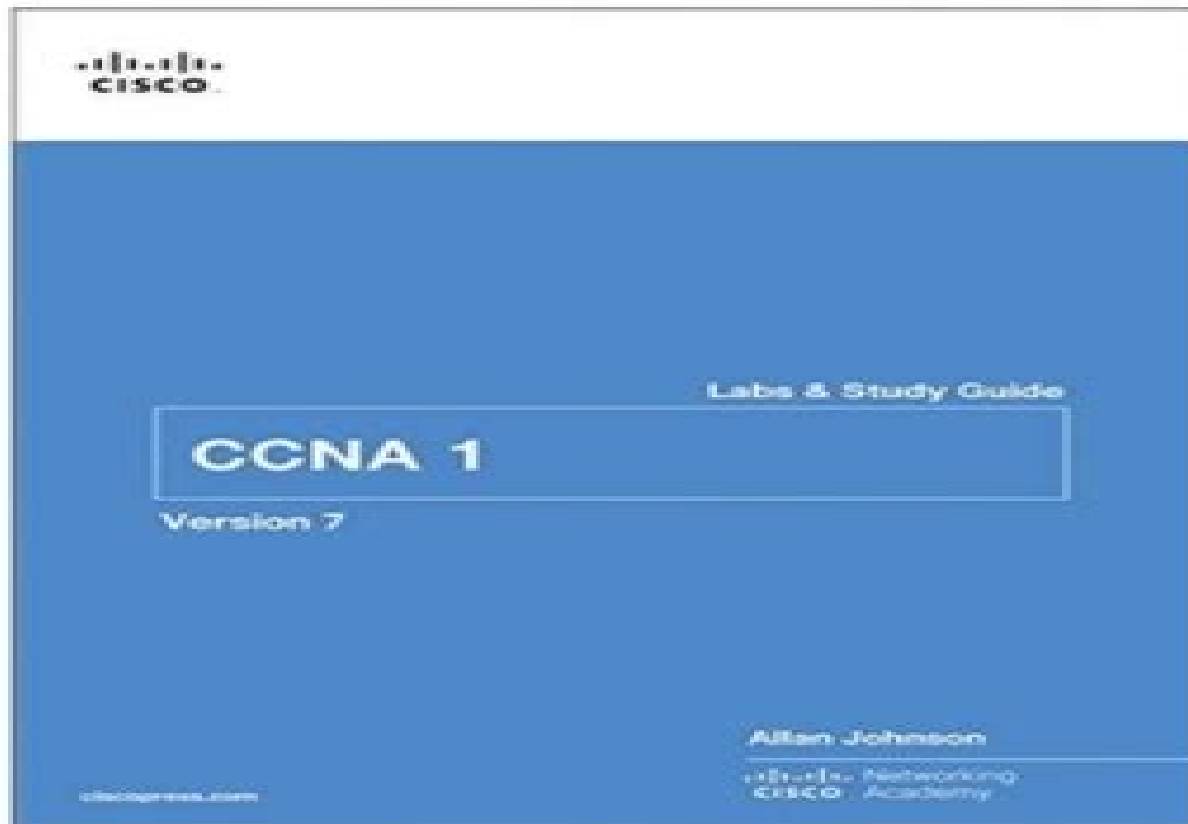 CISCO
Labs & Study Guide
CCNA 1
Version 7
Allan Johnson
CISCO Networking
Academy
ciscopress.com